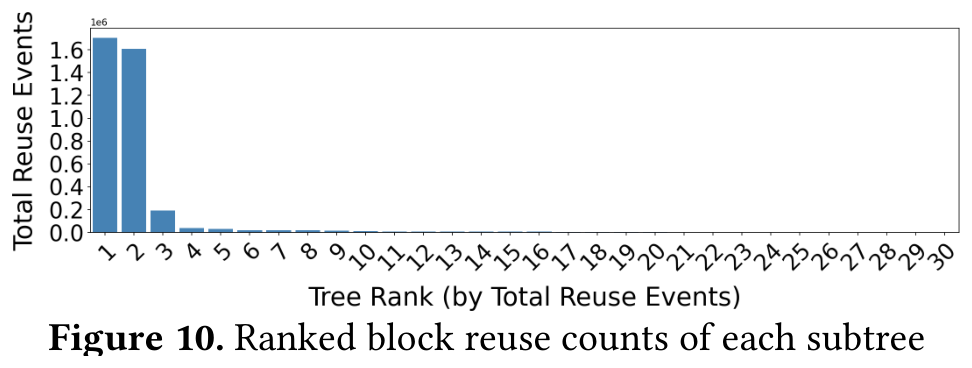 1e6
Total Reuse Events
1.6
1.4
1.2
1.0
0.8
0.6
0.4
0.2
0.0
1 2 3 4 5 6 7 8 9 10 11 12 13 14 15 16 17 18 19 20 21 22 23 24 25 26 27 28 29 30
Tree Rank (by Total Reuse Events)
Figure 10. Ranked block reuse counts of each subtree